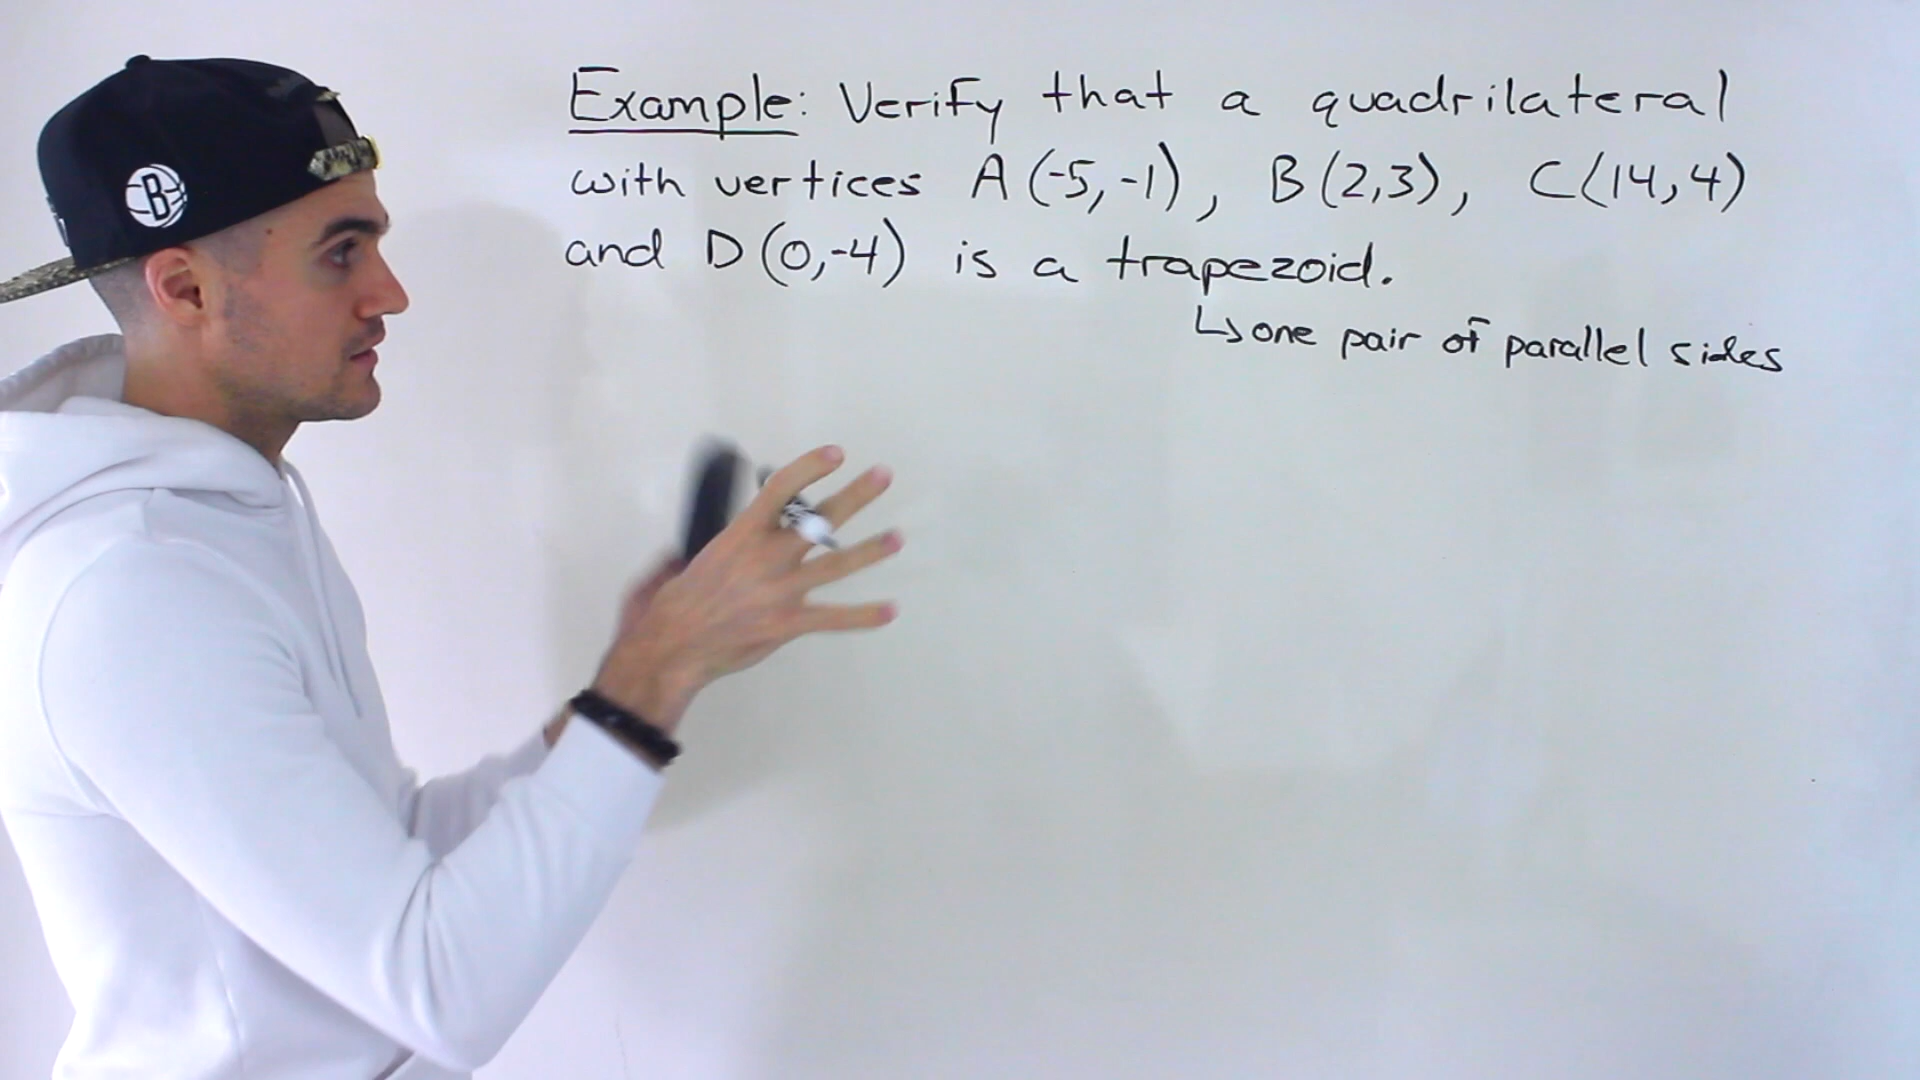 Example: Verify that a quadrilateral
with vertices A(-5,-1), B(2,3), C(14,4)
and D(0,-4) is a trapezoid.
↳ one pair of parallel sides
B